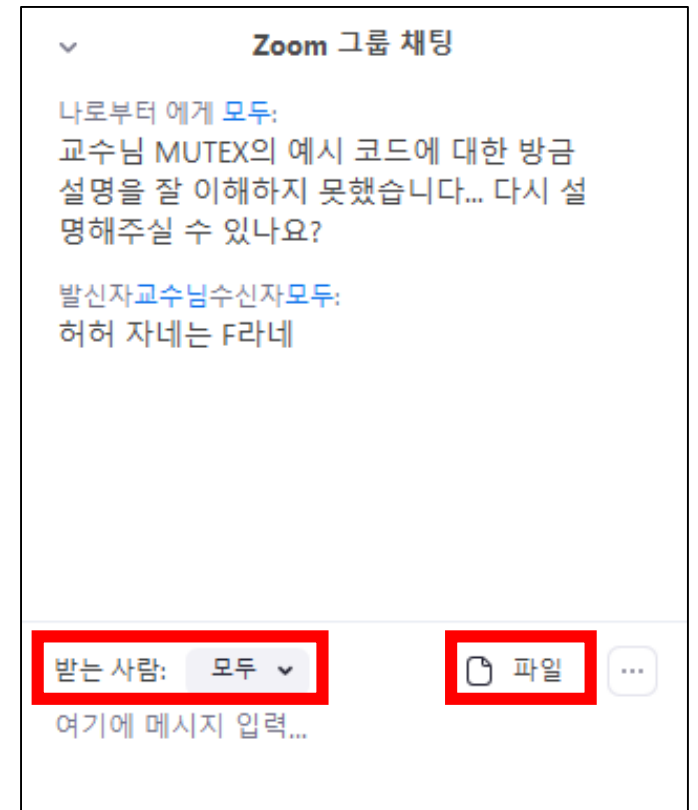 Zoom 그룹 채팅
나로부터 에게 모두:
교수님 MUTEX의 예시 코드에 대한 방금
설명을 잘 이해하지 못했습니다... 다시 설
명해주실 수 있나요?
발신자교수님수신자모두:
허허 자네는 F라네
받는 사람: 모두 파일 ...
여기에 메시지 입력...